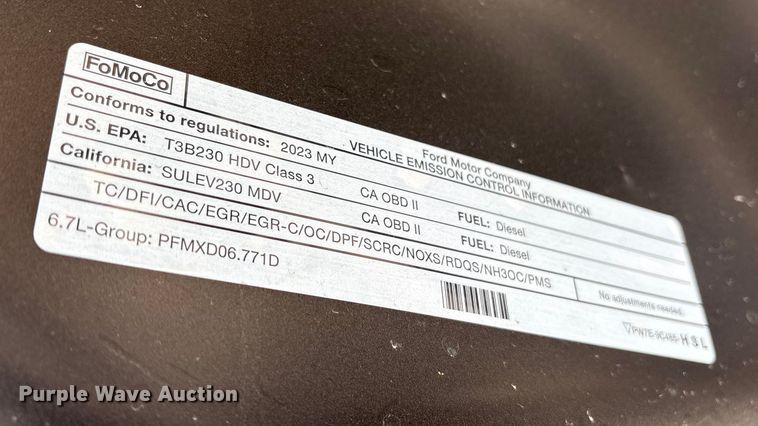 FoMoCo
Ford Motor Company
VEHICLE EMISSION CONTROL INFORMATION
Conforms to regulations: 2023 MY
U.S. EPA: T3B230 HDV Class 3 CA OBD II FUEL: Diesel
California: SULEV230 MDV CA OBD II FUEL: Diesel
TC/DFI/CAC/EGR/EGR-C/OC/DPF/SCRC/NOXS/RDQS/NH3OC/PMS
No adjustments needed.
6.7L-Group: PFMXD06.771D
HSL
Purple Wave Auction